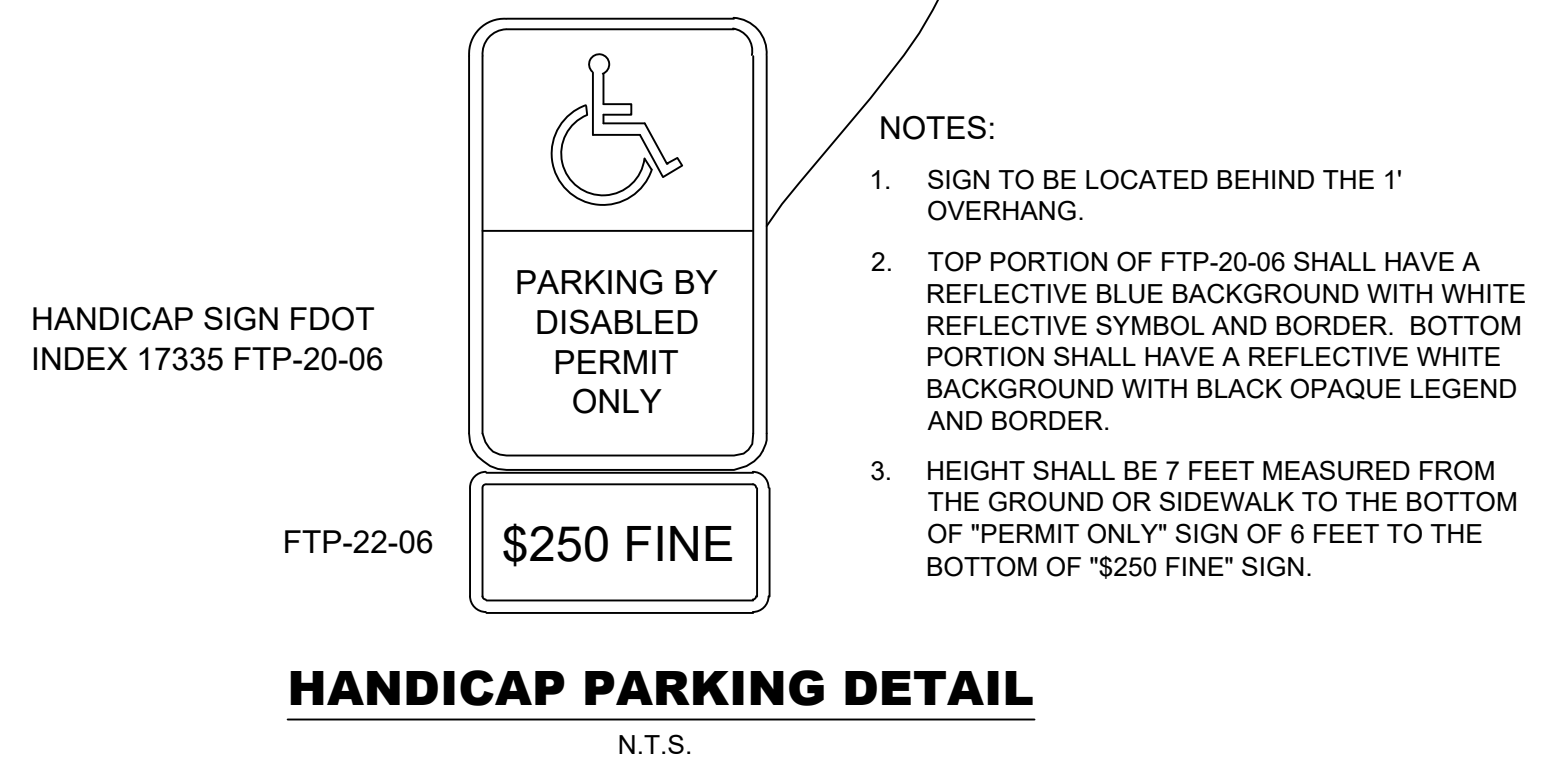 HANDICAP SIGN FDOT
INDEX 17335 FTP-20-06
PARKING BY
DISABLED
PERMIT
ONLY
FTP-22-06
$250 FINE
NOTES:
1. SIGN TO BE LOCATED BEHIND THE 1'
OVERHANG.
2. TOP PORTION OF FTP-20-06 SHALL HAVE A
REFLECTIVE BLUE BACKGROUND WITH WHITE
REFLECTIVE SYMBOL AND BORDER. BOTTOM
PORTION SHALL HAVE A REFLECTIVE WHITE
BACKGROUND WITH BLACK OPAQUE LEGEND
AND BORDER.
3. HEIGHT SHALL BE 7 FEET MEASURED FROM
THE GROUND OR SIDEWALK TO THE BOTTOM
OF "PERMIT ONLY" SIGN OF 6 FEET TO THE
BOTTOM OF "$250 FINE" SIGN.
HANDICAP PARKING DETAIL
N.T.S.